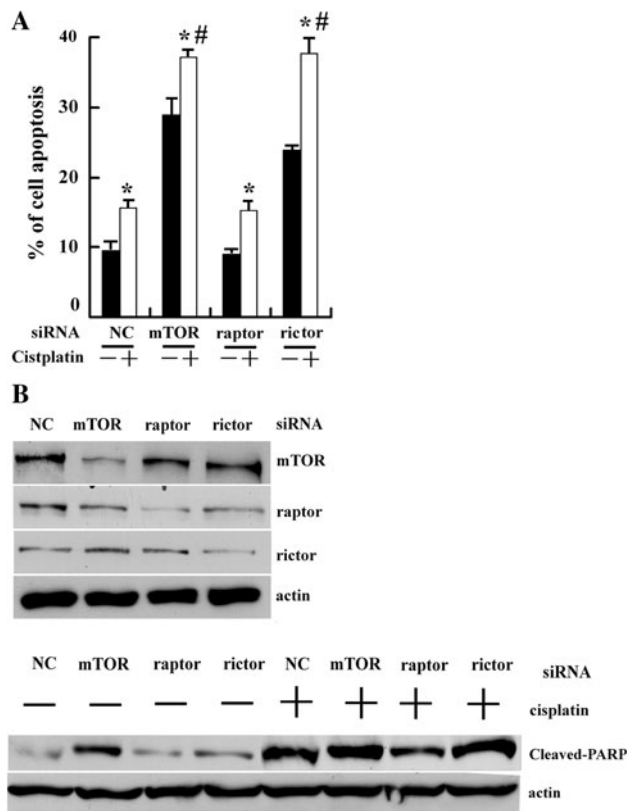 A
40
30
20
10
0
% of cell apoptosis
*
*#
*
*#
siRNA NC mTOR raptor rictor
Cistplatin − + − + − + − +
B
NC mTOR raptor rictor siRNA
mTOR
raptor
rictor
actin
NC mTOR raptor rictor NC mTOR raptor rictor siRNA
− − − − + + + + cisplatin
Cleaved-PARP
actin